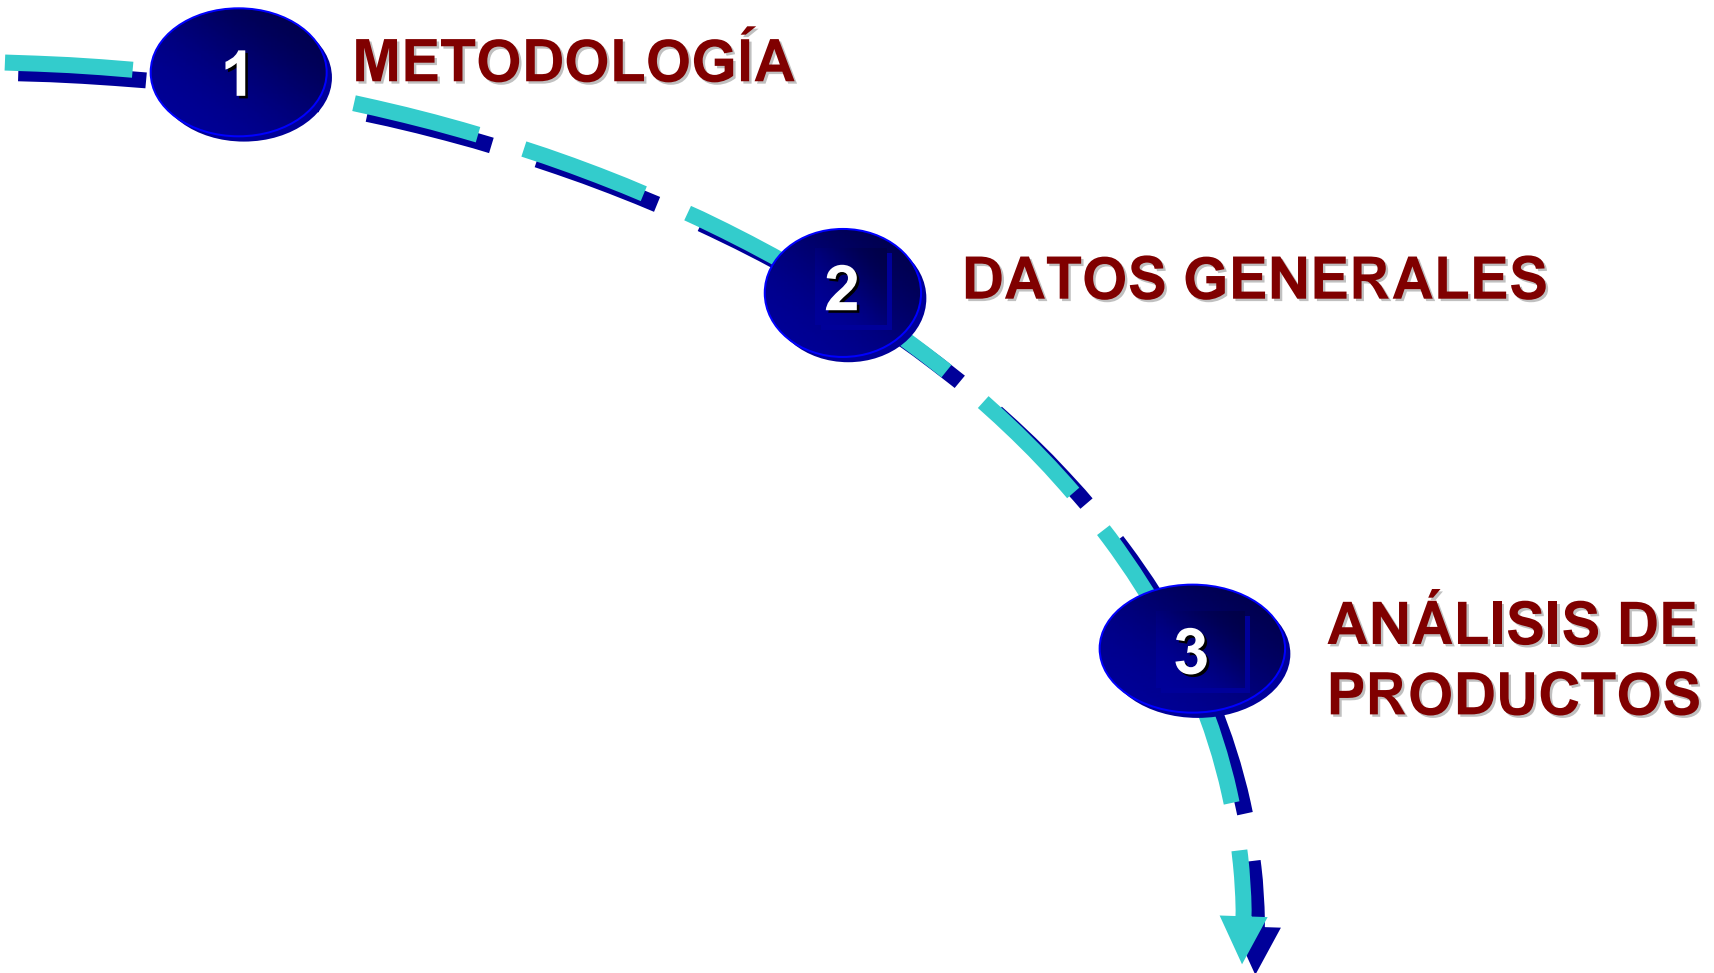 1
METODOLOGÍA
2
DATOS GENERALES
3
ANÁLISIS DE
PRODUCTOS